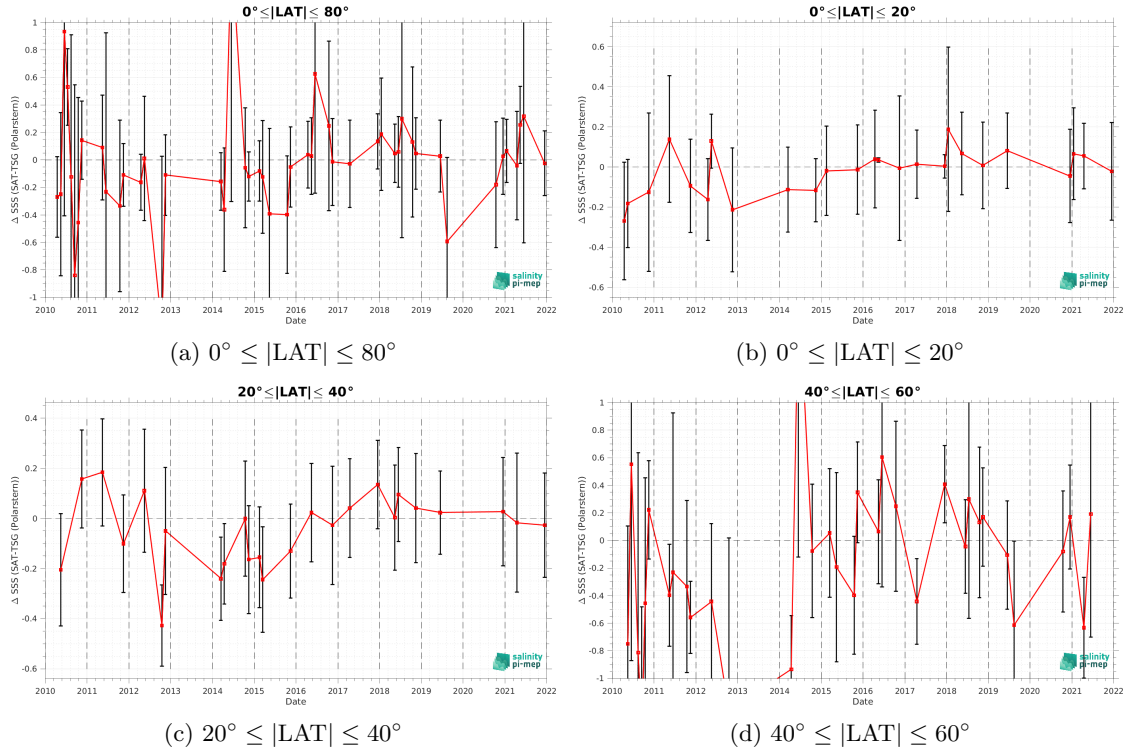 0°≤|LAT|≤ 80°
Δ SSS (SAT-TSG (Polarstern))
1
0.8
0.6
0.4
0.2
0
-0.2
-0.4
-0.6
-0.8
-1
2010 2011 2012 2013 2014 2015 2016 2017 2018 2019 2020 2021 2022
Date
salinity
pi-mep
(a) 0° ≤ |LAT| ≤ 80°
0°≤|LAT|≤ 20°
Δ SSS (SAT-TSG (Polarstern))
0.6
0.4
0.2
0
-0.2
-0.4
-0.6
2010 2011 2012 2013 2014 2015 2016 2017 2018 2019 2020 2021 2022
Date
salinity
pi-mep
(b) 0° ≤ |LAT| ≤ 20°
20°≤|LAT|≤ 40°
Δ SSS (SAT-TSG (Polarstern))
0.4
0.2
0
-0.2
-0.4
-0.6
2010 2011 2012 2013 2014 2015 2016 2017 2018 2019 2020 2021 2022
Date
salinity
pi-mep
(c) 20° ≤ |LAT| ≤ 40°
40°≤|LAT|≤ 60°
Δ SSS (SAT-TSG (Polarstern))
1
0.8
0.6
0.4
0.2
0
-0.2
-0.4
-0.6
-0.8
-1
2010 2011 2012 2013 2014 2015 2016 2017 2018 2019 2020 2021 2022
Date
salinity
pi-mep
(d) 40° ≤ |LAT| ≤ 60°